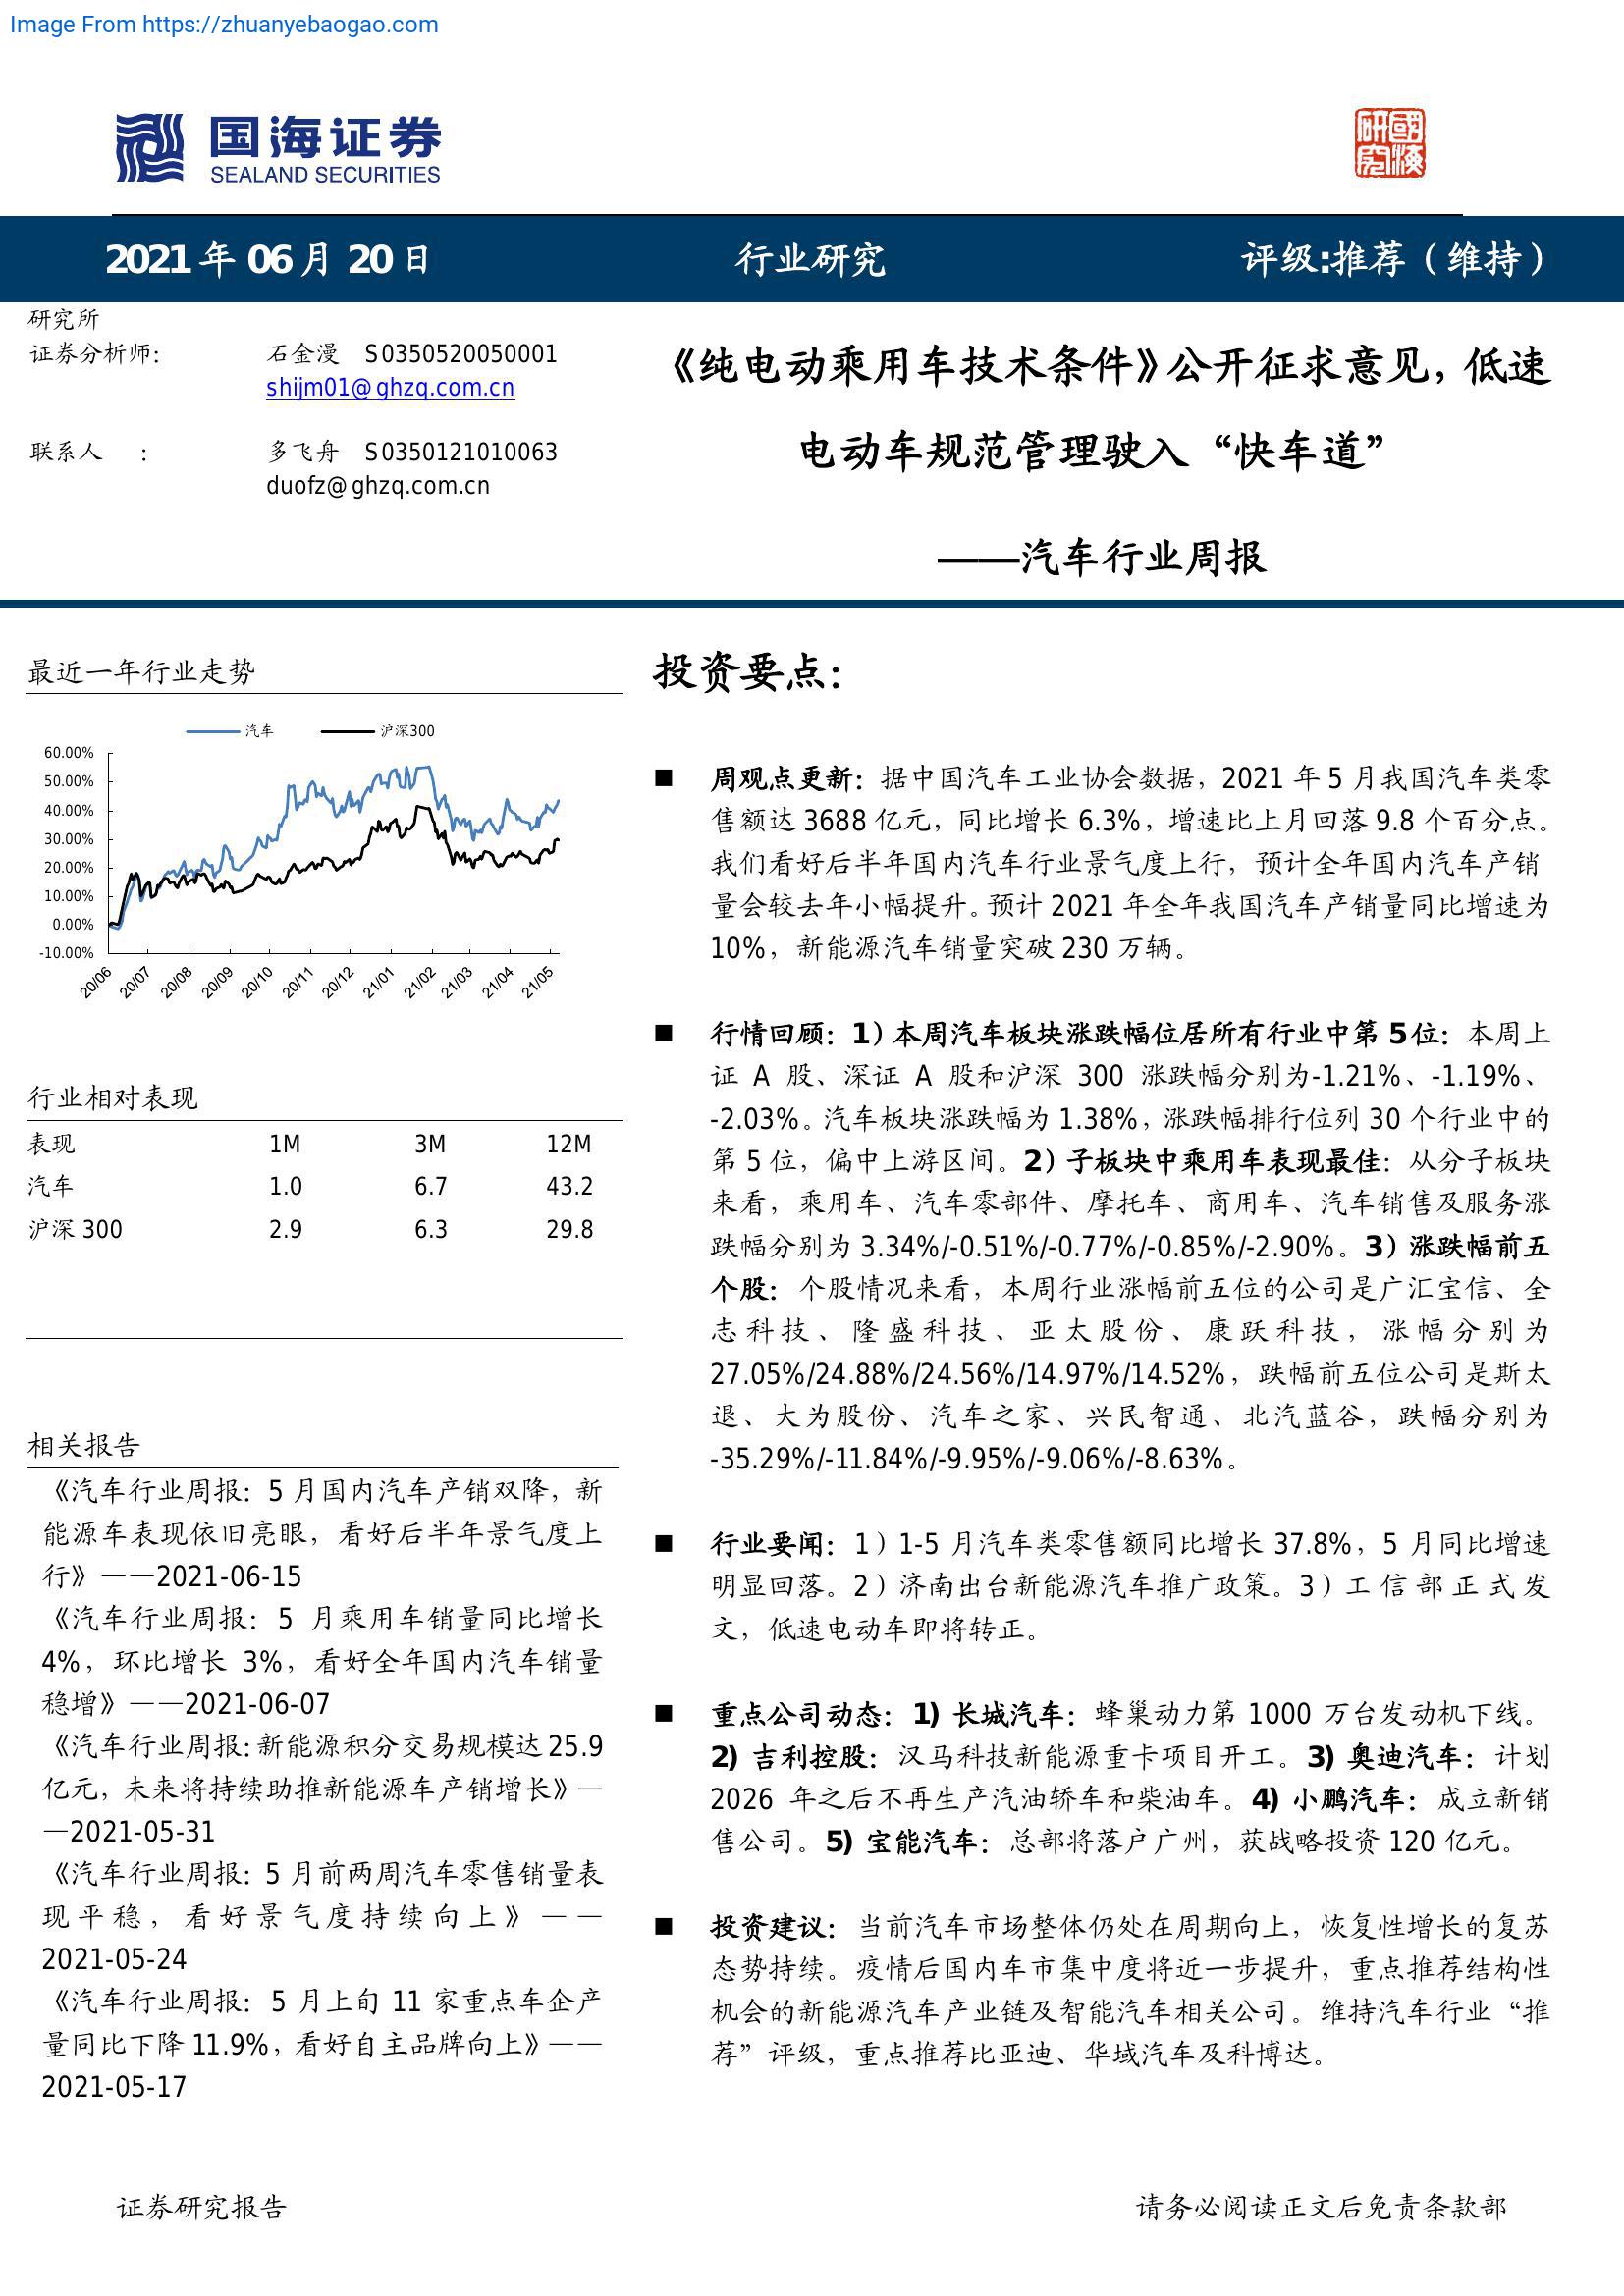 Image From https://zhuanyebaogao.com
国海证券
SEALAND SECURITIES
研國
究海
2021 年 06 月 20 日
行业研究
评级:推荐（维持）
研究所
证券分析师: 石金漫 S0350520050001
shijm01@ghzq.com.cn
联系人 : 多飞舟 S0350121010063
duofz@ghzq.com.cn
《纯电动乘用车技术条件》公开征求意见，低速
电动车规范管理驶入“快车道”
——汽车行业周报
最近一年行业走势
汽车 沪深300
60.00%
50.00%
40.00%
30.00%
20.00%
10.00%
0.00%
-10.00%
20/06 20/07 20/08 20/09 20/10 20/11 20/12 21/01 21/02 21/03 21/04 21/05
行业相对表现
表现 1M 3M 12M
汽车 1.0 6.7 43.2
沪深 300 2.9 6.3 29.8
相关报告
《汽车行业周报：5 月国内汽车产销双降，新
能源车表现依旧亮眼，看好后半年景气度上
行》——2021-06-15
《汽车行业周报：5 月乘用车销量同比增长
4%，环比增长 3%，看好全年国内汽车销量
稳增》——2021-06-07
《汽车行业周报：新能源积分交易规模达 25.9
亿元，未来将持续助推新能源车产销增长》—
—2021-05-31
《汽车行业周报：5 月前两周汽车零售销量表
现平稳，看好景气度持续向上》——
2021-05-24
《汽车行业周报：5 月上旬 11 家重点车企产
量同比下降 11.9%，看好自主品牌向上》——
2021-05-17
投资要点：
■ 周观点更新：据中国汽车工业协会数据，2021 年 5 月我国汽车类零
售额达 3688 亿元，同比增长 6.3%，增速比上月回落 9.8 个百分点。
我们看好后半年国内汽车行业景气度上行，预计全年国内汽车产销
量会较去年小幅提升。预计 2021 年全年我国汽车产销量同比增速为
10%，新能源汽车销量突破 230 万辆。
■ 行情回顾：1）本周汽车板块涨跌幅位居所有行业中第 5位：本周上
证 A 股、深证 A 股和沪深 300 涨跌幅分别为-1.21%、-1.19%、
-2.03%。汽车板块涨跌幅为 1.38%，涨跌幅排行位列 30 个行业中的
第 5 位，偏中上游区间。2）子板块中乘用车表现最佳：从分子板块
来看，乘用车、汽车零部件、摩托车、商用车、汽车销售及服务涨
跌幅分别为 3.34%/-0.51%/-0.77%/-0.85%/-2.90%。3）涨跌幅前五
个股：个股情况来看，本周行业涨幅前五位的公司是广汇宝信、全
志科技、隆盛科技、亚太股份、康跃科技，涨幅分别为
27.05%/24.88%/24.56%/14.97%/14.52%，跌幅前五位公司是斯太
退、大为股份、汽车之家、兴民智通、北汽蓝谷，跌幅分别为
-35.29%/-11.84%/-9.95%/-9.06%/-8.63%。
■ 行业要闻：1）1-5 月汽车类零售额同比增长 37.8%，5 月同比增速
明显回落。2）济南出台新能源汽车推广政策。3）工信部正式发
文，低速电动车即将转正。
■ 重点公司动态：1) 长城汽车：蜂巢动力第 1000 万台发动机下线。
2) 吉利控股：汉马科技新能源重卡项目开工。3) 奥迪汽车：计划
2026 年之后不再生产汽油轿车和柴油车。4) 小鹏汽车：成立新销
售公司。5) 宝能汽车：总部将落户广州，获战略投资 120 亿元。
■ 投资建议：当前汽车市场整体仍处在周期向上，恢复性增长的复苏
态势持续。疫情后国内车市集中度将近一步提升，重点推荐结构性
机会的新能源汽车产业链及智能汽车相关公司。维持汽车行业“推
荐”评级，重点推荐比亚迪、华域汽车及科博达。
证券研究报告
请务必阅读正文后免责条款部